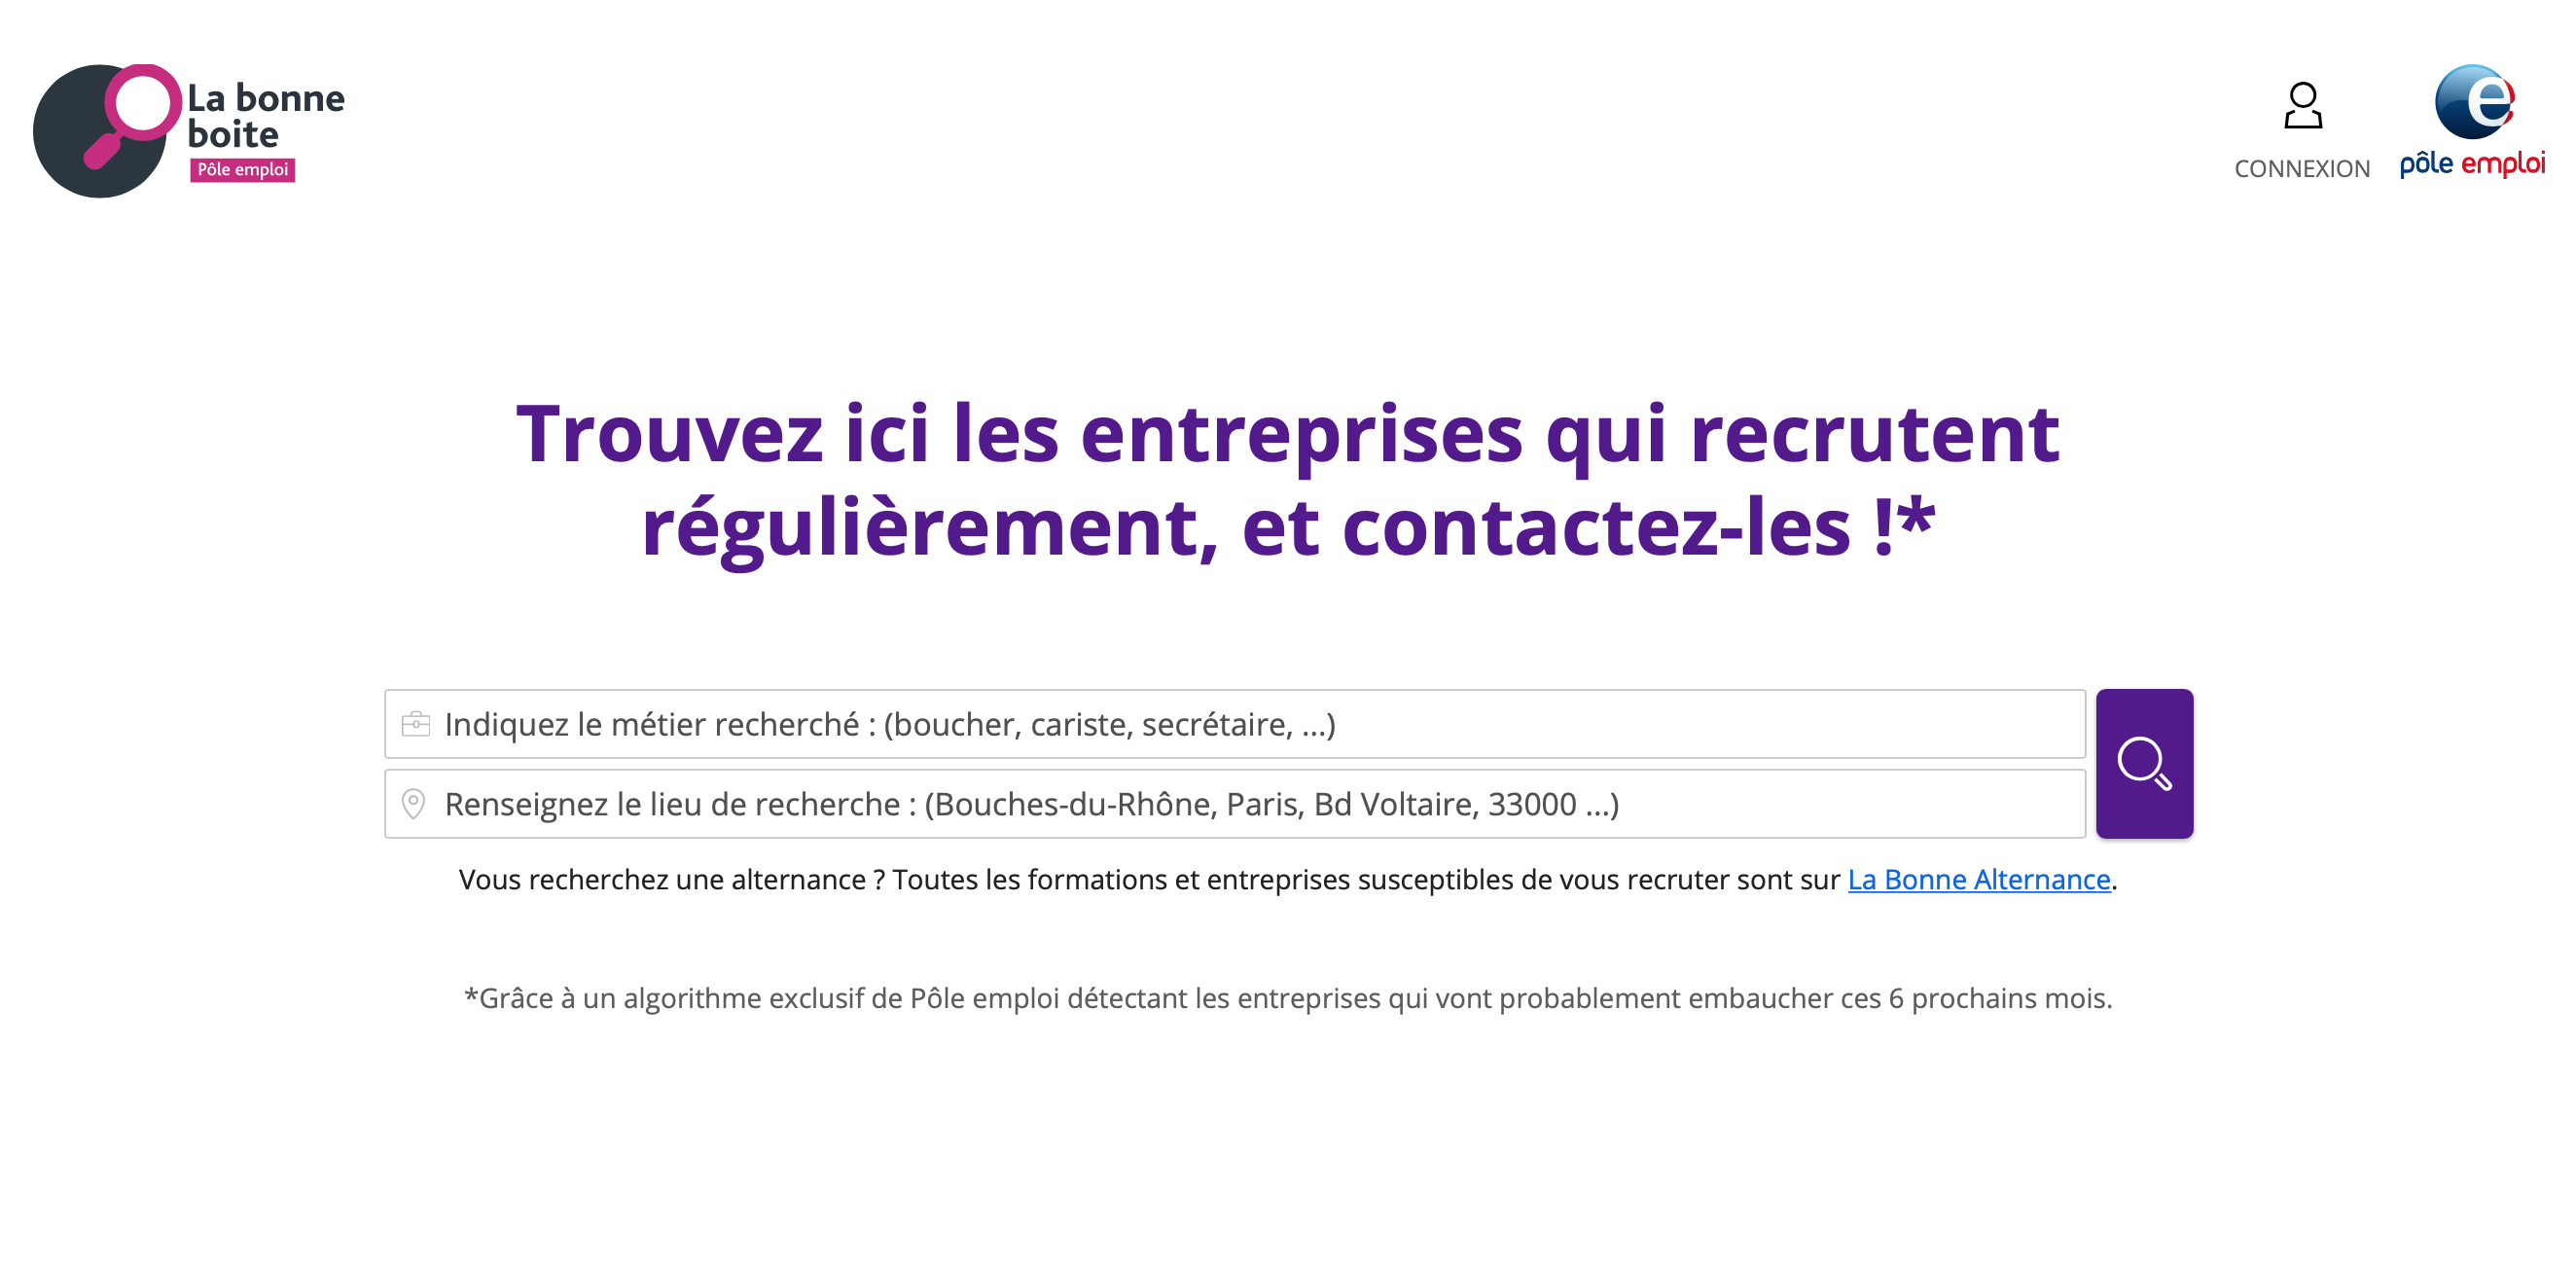 La bonne
boite
Pôle emploi
CONNEXION
pôle emploi
Trouvez ici les entreprises qui recrutent
régulièrement, et contactez-les !*
Indiquez le métier recherché : (boucher, cariste, secrétaire, ...)
Renseignez le lieu de recherche : (Bouches-du-Rhône, Paris, Bd Voltaire, 33000 ...)
Vous recherchez une alternance ? Toutes les formations et entreprises susceptibles de vous recruter sont sur La Bonne Alternance.
*Grâce à un algorithme exclusif de Pôle emploi détectant les entreprises qui vont probablement embaucher ces 6 prochains mois.